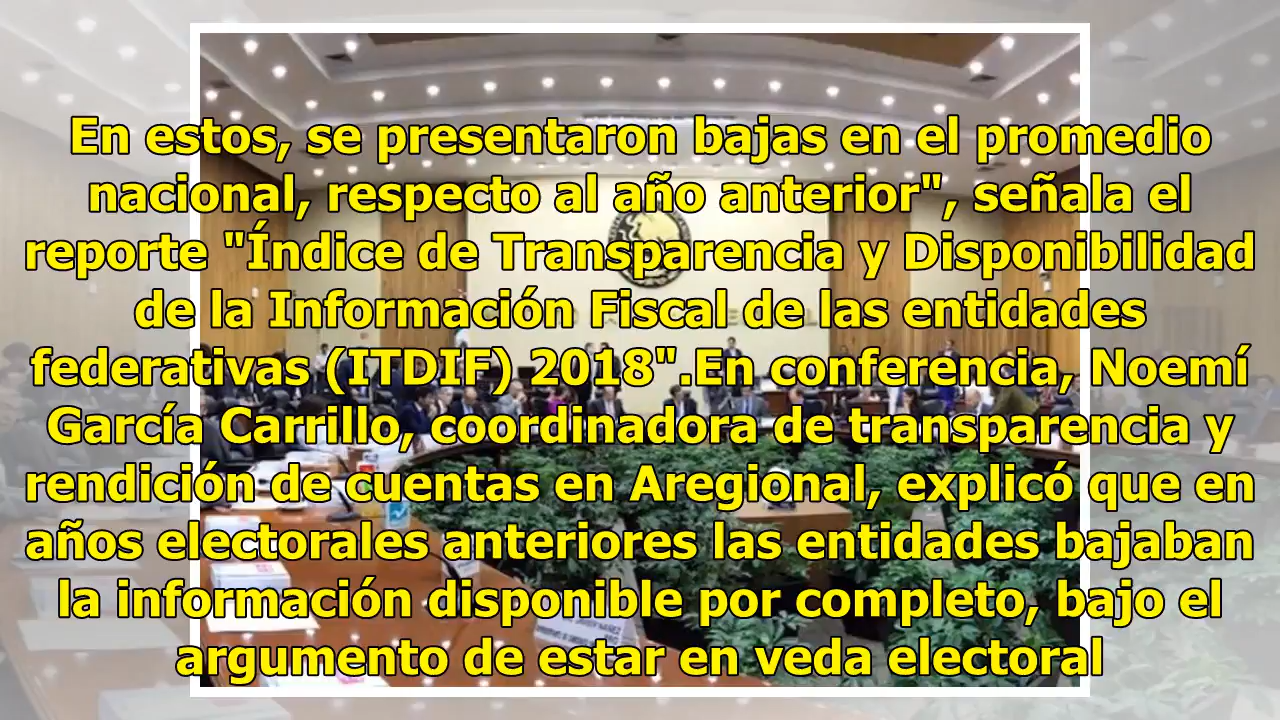 En estos, se presentaron bajas en el promedio
nacional, respecto al año anterior", señala el
reporte "Índice de Transparencia y Disponibilidad
de la Información Fiscal de las entidades
federativas (ITDIF) 2018".En conferencia, Noemí
García Carrillo, coordinadora de transparencia y
rendición de cuentas en Aregional, explicó que en
años electorales anteriores las entidades bajaban
la información disponible por completo, bajo el
argumento de estar en veda electoral